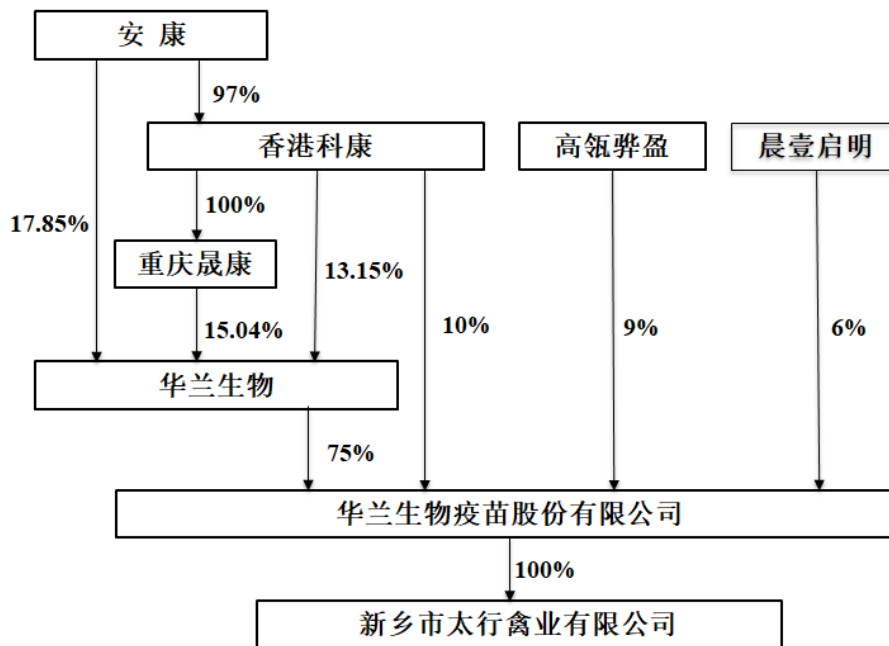 安 康
97%
香港科康
高瓴骅盈
晨壹启明
17.85%
100%
重庆晟康
13.15%
15.04%
10%
9%
6%
华兰生物
75%
华兰生物疫苗股份有限公司
100%
新乡市太行禽业有限公司